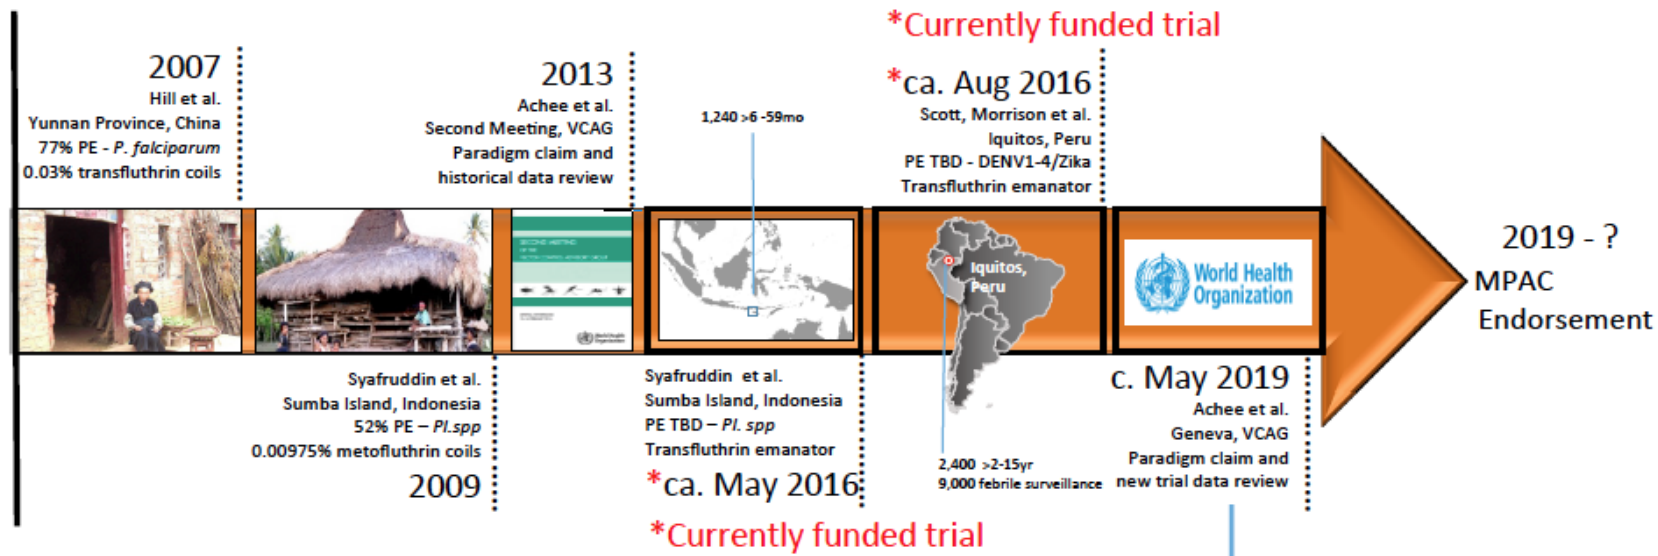 *Currently funded trial
2007
Hill et al.
Yunnan Province, China
77% PE - P. falciparum
0.03% transfluthrin coils
2013
Achee et al.
Second Meeting, VCAG
Paradigm claim and
historical data review
1,240 >6 -59mo
*ca. Aug 2016
Scott, Morrison et al.
Iquitos, Peru
PE TBD - DENV1-4/Zika
Transfluthrin emanator
SECOND MEETING
World Health
Organization
Iquitos,
Peru
World Health
Organization
2019 - ?
MPAC
Endorsement
Syafruddin et al.
Sumba Island, Indonesia
52% PE – Pl.spp
0.00975% metofluthrin coils
2009
Syafruddin et al.
Sumba Island, Indonesia
PE TBD – Pl. spp
Transfluthrin emanator
*ca. May 2016
*Currently funded trial
2,400 >2-15yr
9,000 febrile surveillance
c. May 2019
Achee et al.
Geneva, VCAG
Paradigm claim and
new trial data review